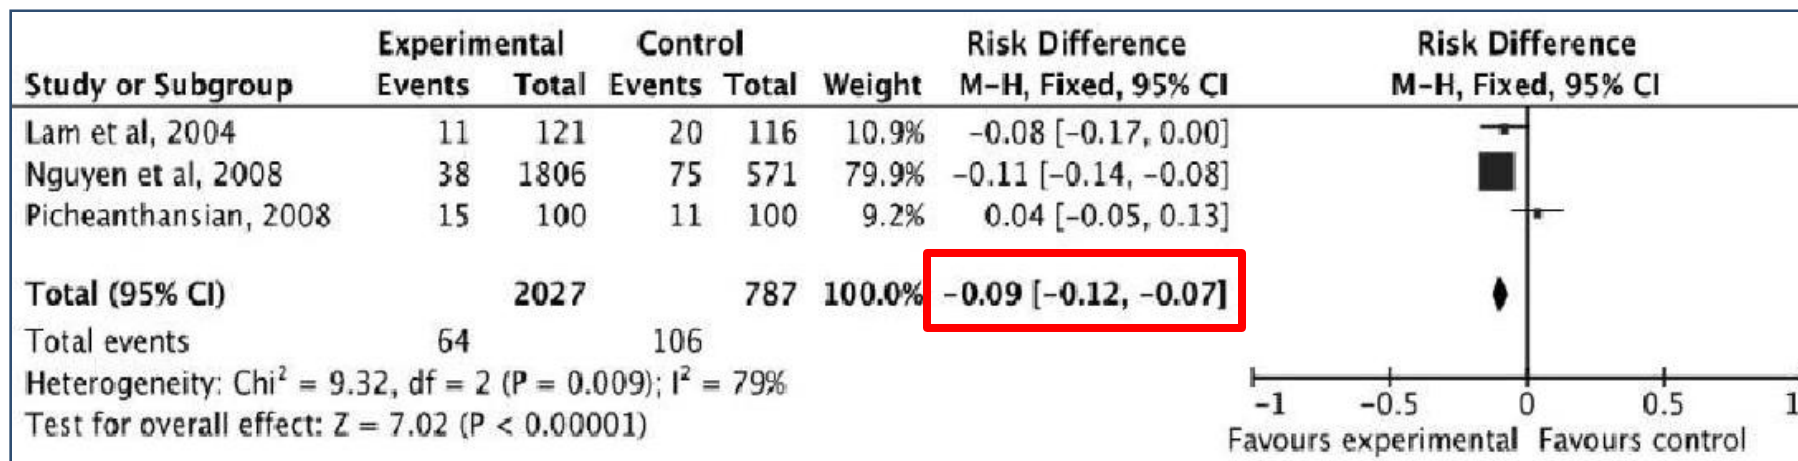 Experimental Control Risk Difference Risk Difference
Study or Subgroup Events Total Events Total Weight M-H, Fixed, 95% CI M-H, Fixed, 95% CI
Lam et al, 2004 11 121 20 116 10.9% -0.08 [-0.17, 0.00]
Nguyen et al, 2008 38 1806 75 571 79.9% -0.11 [-0.14, -0.08]
Picheanthansian, 2008 15 100 11 100 9.2% 0.04 [-0.05, 0.13]
Total (95% CI) 2027 787 100.0% -0.09 [-0.12, -0.07]
Total events 64 106
Heterogeneity: Chi² = 9.32, df = 2 (P = 0.009); I² = 79%
Test for overall effect: Z = 7.02 (P < 0.00001)
-1 -0.5 0 0.5 1
Favours experimental Favours control